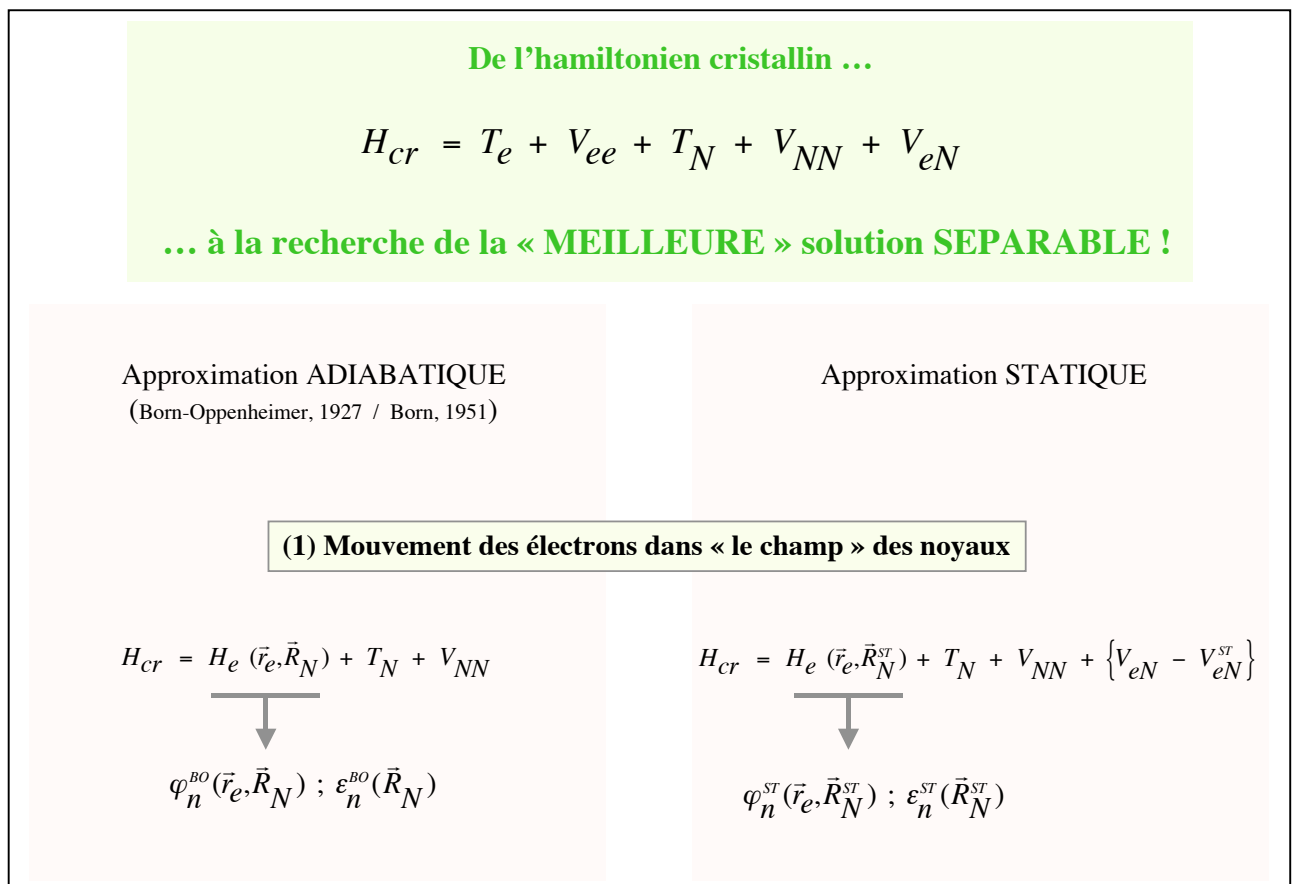 De l’hamiltonien cristallin …
H_cr = T_e + V_ee + T_N + V_NN + V_eN
… à la recherche de la « MEILLEURE » solution SEPARABLE !
Approximation ADIABATIQUE
(Born-Oppenheimer, 1927 / Born, 1951)
Approximation STATIQUE
(1) Mouvement des électrons dans « le champ » des noyaux
H_cr = H_e (r⃗_e,R⃗_N) + T_N + V_NN
φ_n^BO(r⃗_e,R⃗_N) ; ε_n^BO(R⃗_N)
H_cr = H_e (r⃗_e,R⃗_N^ST) + T_N + V_NN + {V_eN − V_eN^ST}
φ_n^ST(r⃗_e,R⃗_N^ST) ; ε_n^ST(R⃗_N^ST)